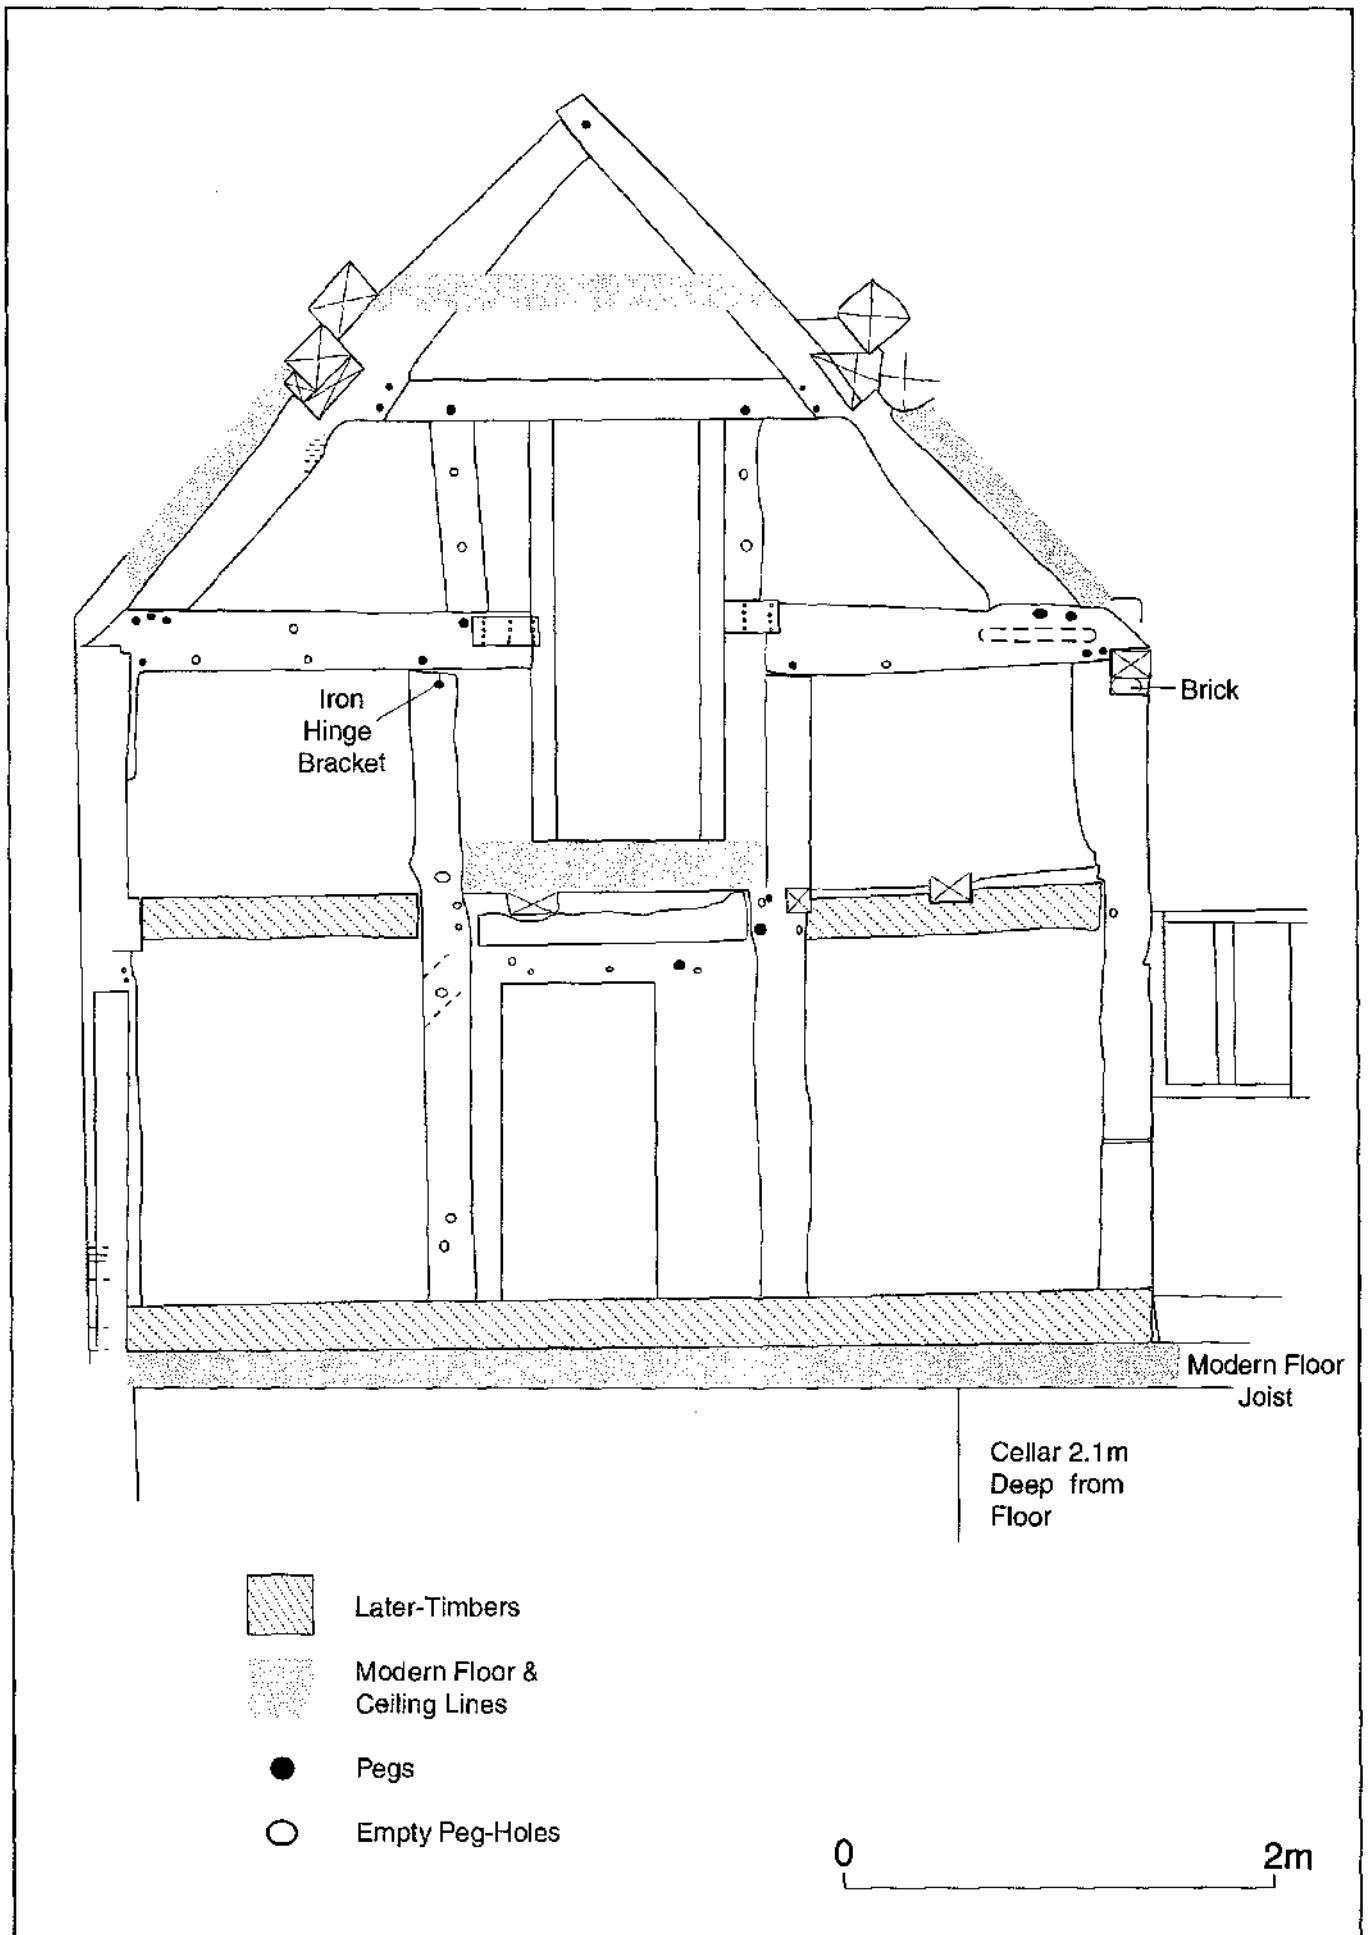 Iron
Hinge
Bracket
Brick
Modern Floor
Joist
Cellar 2.1m
Deep from
Floor
Later-Timbers
Modern Floor &
Ceiling Lines
Pegs
Empty Peg-Holes
0 2m